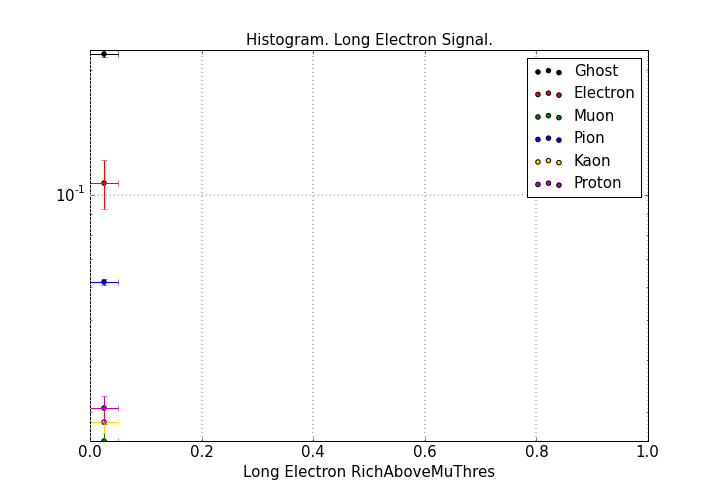 Histogram. Long Electron Signal.
Ghost
Electron
Muon
Pion
Kaon
Proton
10^-1
0.0 0.2 0.4 0.6 0.8 1.0
Long Electron RichAboveMuThres